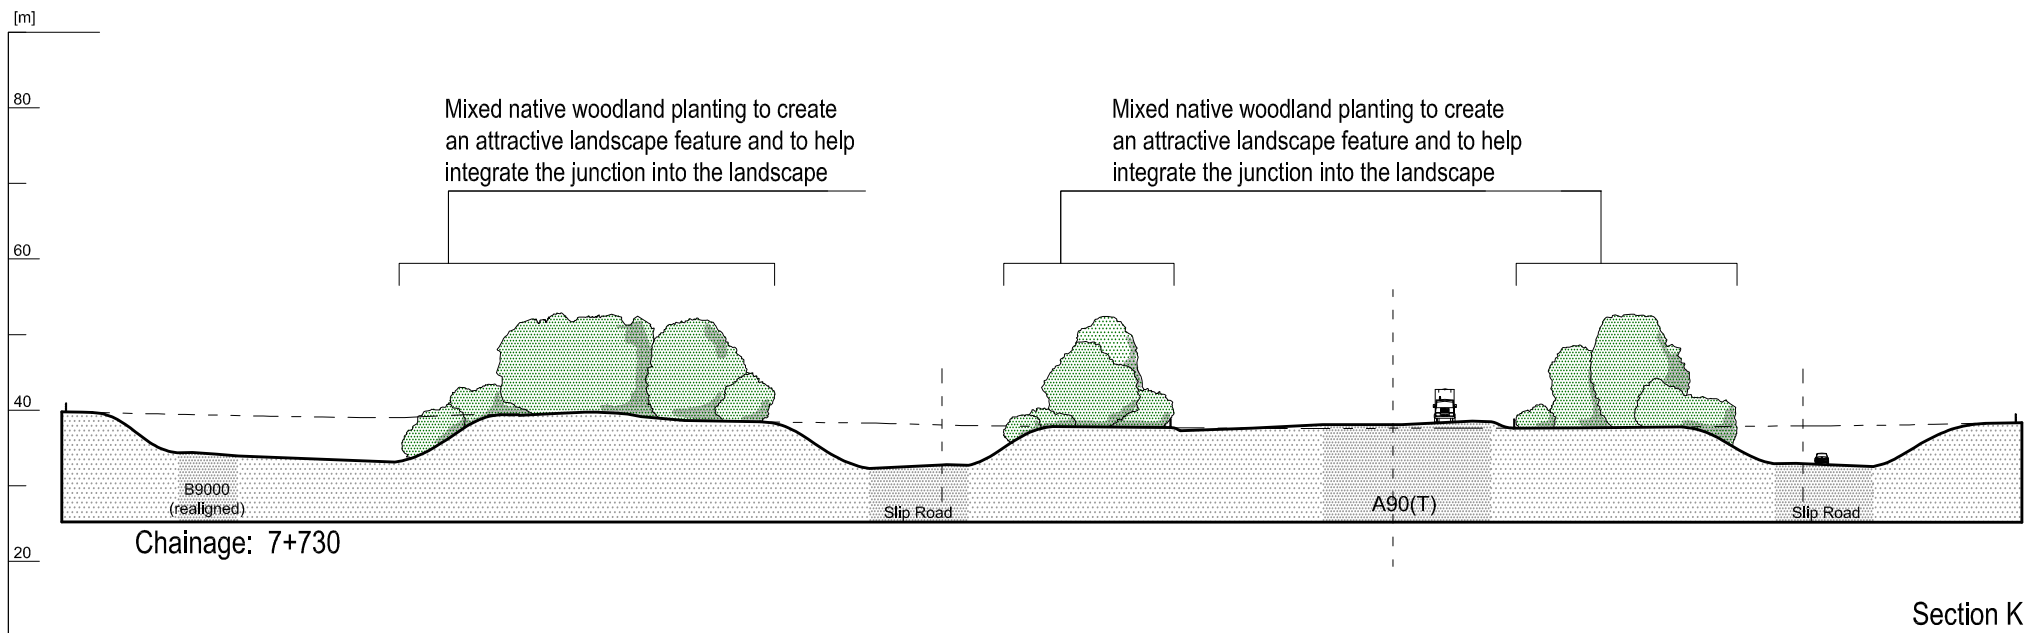 [m]
80
60
40
20
Mixed native woodland planting to create
an attractive landscape feature and to help
integrate the junction into the landscape
Mixed native woodland planting to create
an attractive landscape feature and to help
integrate the junction into the landscape
B9000
(realigned)
Slip Road
A90(T)
Slip Road
Chainage: 7+730
Section K